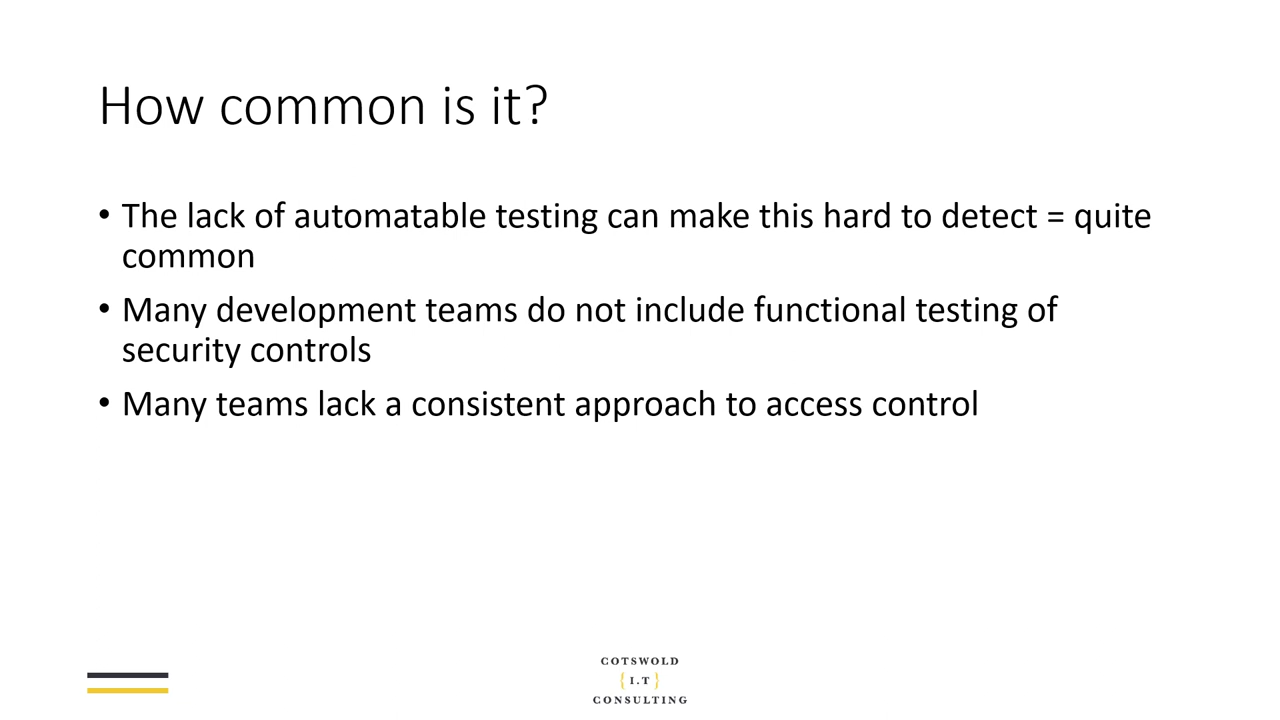 How common is it?
• The lack of automatable testing can make this hard to detect = quite
common
• Many development teams do not include functional testing of
security controls
• Many teams lack a consistent approach to access control
COTSWOLD
{ I.T }
CONSULTING